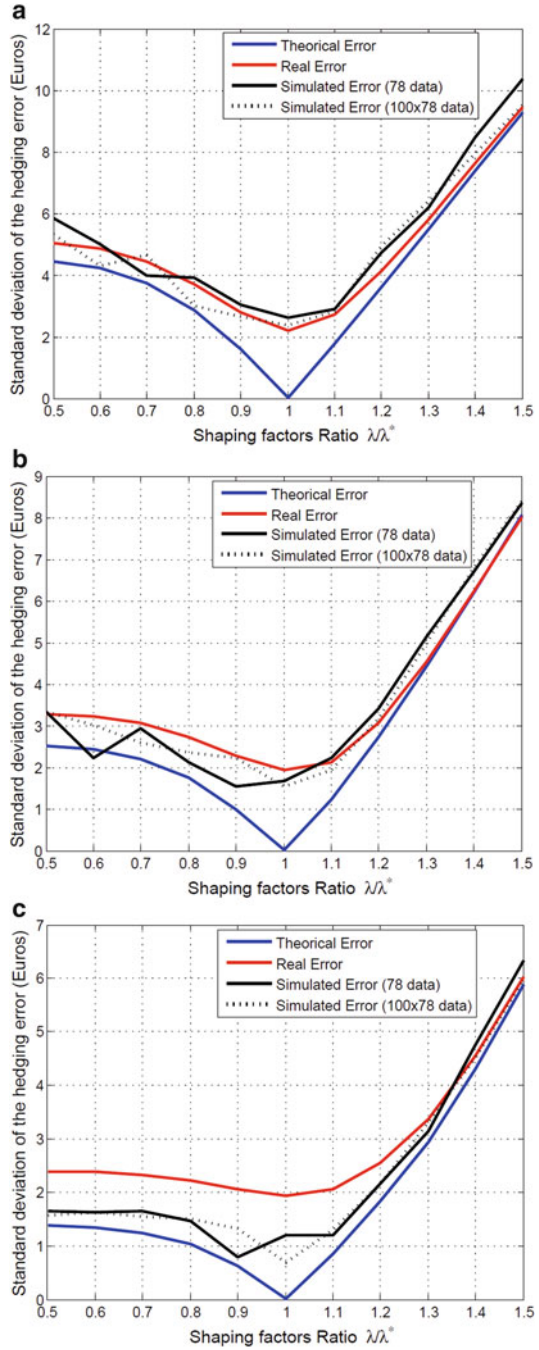 a
12
10
8
6
4
2
0
Standard deviation of the hedging error (Euros)
Theorical Error
Real Error
Simulated Error (78 data)
Simulated Error (100x78 data)
0.5 0.6 0.7 0.8 0.9 1 1.1 1.2 1.3 1.4 1.5
Shaping factors Ratio λ/λ*
b
9
8
7
6
5
4
3
2
1
0
Standard deviation of the hedging error (Euros)
Theorical Error
Real Error
Simulated Error (78 data)
Simulated Error (100x78 data)
0.5 0.6 0.7 0.8 0.9 1 1.1 1.2 1.3 1.4 1.5
Shaping factors Ratio λ/λ*
c
7
6
5
4
3
2
1
0
Standard deviation of the hedging error (Euros)
Theorical Error
Real Error
Simulated Error (78 data)
Simulated Error (100x78 data)
0.5 0.6 0.7 0.8 0.9 1 1.1 1.2 1.3 1.4 1.5
Shaping factors Ratio λ/λ*